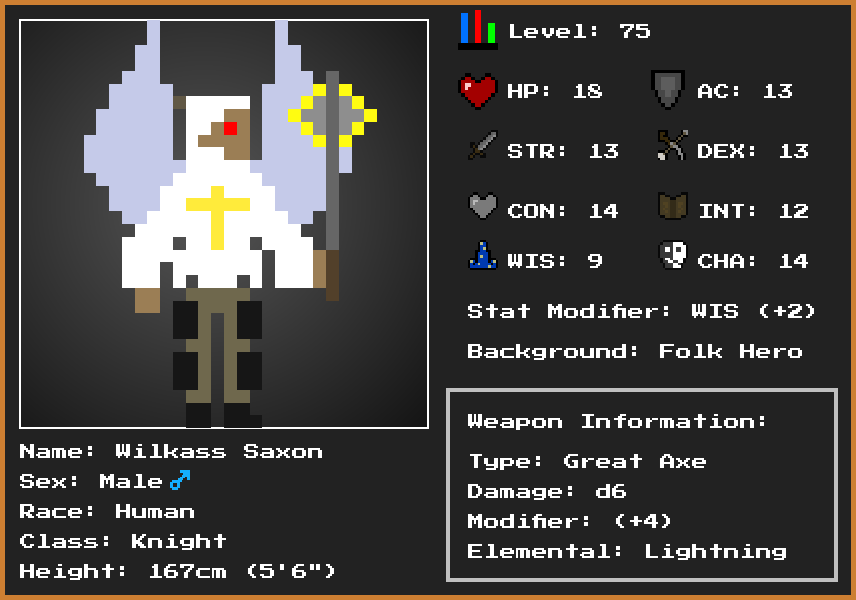 Level: 75
HP: 18
AC: 13
STR: 13
DEX: 13
CON: 14
INT: 12
WIS: 9
CHA: 14
Stat Modifier: WIS (+2)
Background: Folk Hero
Weapon Information:
Type: Great Axe
Damage: d6
Modifier: (+4)
Elemental: Lightning
Name: Wilkass Saxon
Sex: Male♂
Race: Human
Class: Knight
Height: 167cm (5'6")